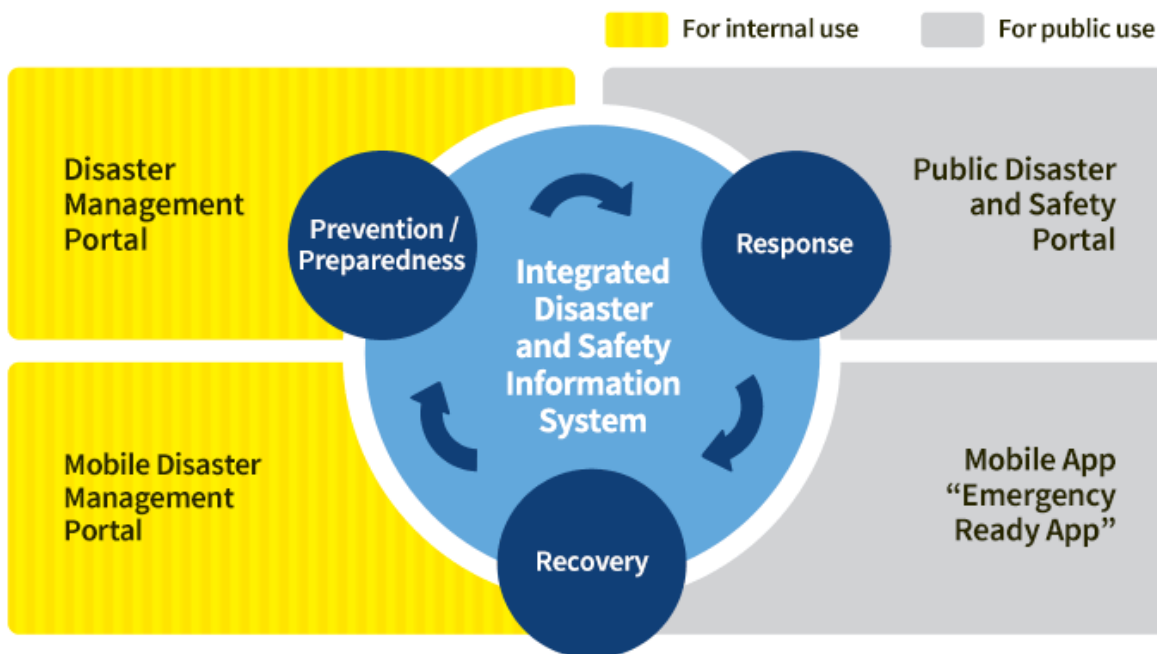 For internal use
For public use
Disaster
Management
Portal
Prevention /
Preparedness
Response
Public Disaster
and Safety
Portal
Integrated
Disaster
and Safety
Information
System
Mobile Disaster
Management
Portal
Recovery
Mobile App
“Emergency
Ready App”